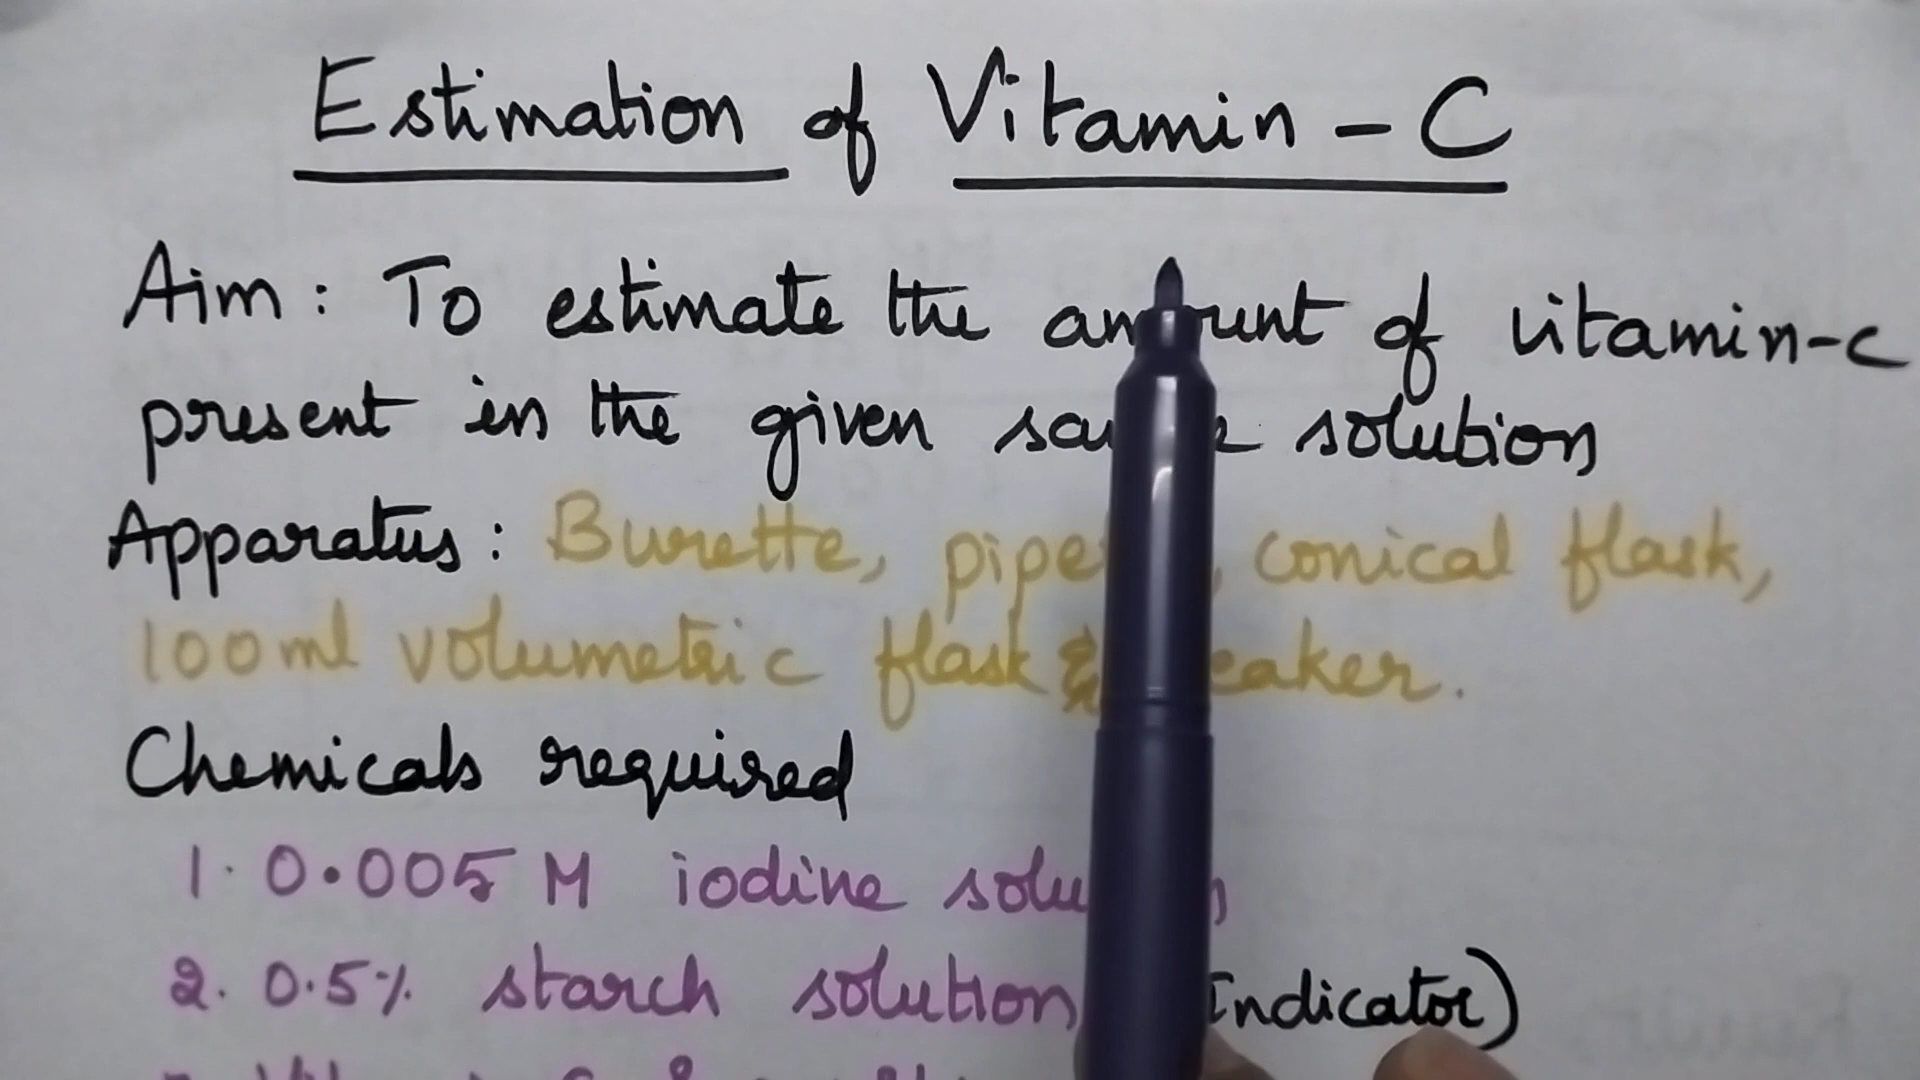 Estimation of Vitamin - C
Aim : To estimate the amount of vitamin-c
present in the given solution
Apparatus : Burette, conical flask,
100ml volumetric flask &
Chemicals required
1. 0.005 M iodine
2. 0.5% starch solution Indicator)